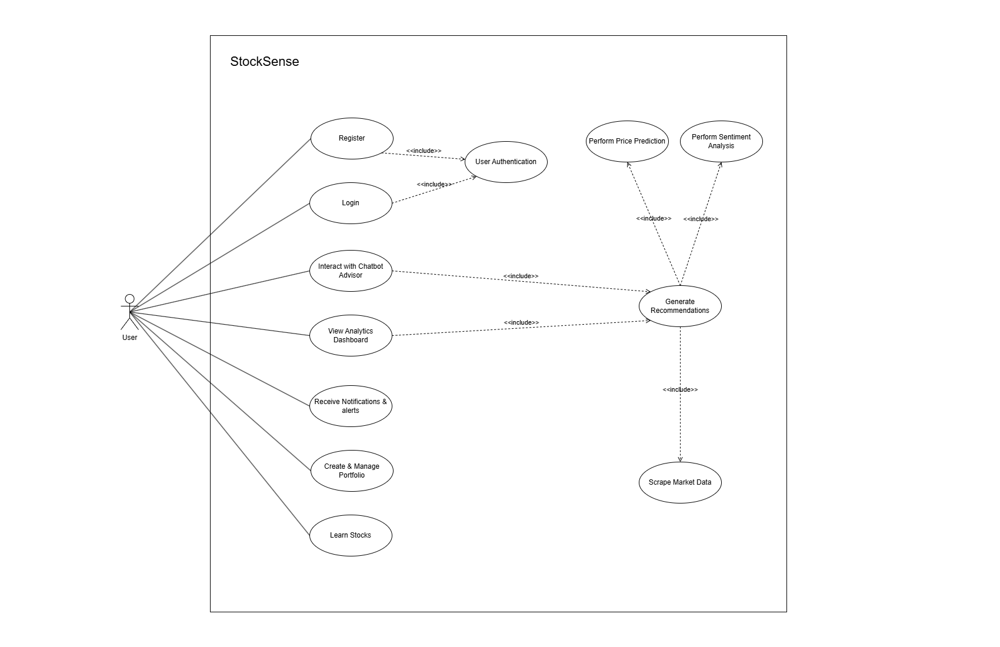 StockSense
Register
<<include>>
User Authentication
Perform Price Prediction
Perform Sentiment
Analysis
<<include>>
Login
<<include>>
<<include>>
Interact with Chatbot
Advisor
<<include>>
Generate
Recommendations
User
View Analytics
Dashboard
<<include>>
<<include>>
Receive Notifications &
alerts
Create & Manage
Portfolio
Scrape Market Data
Learn Stocks